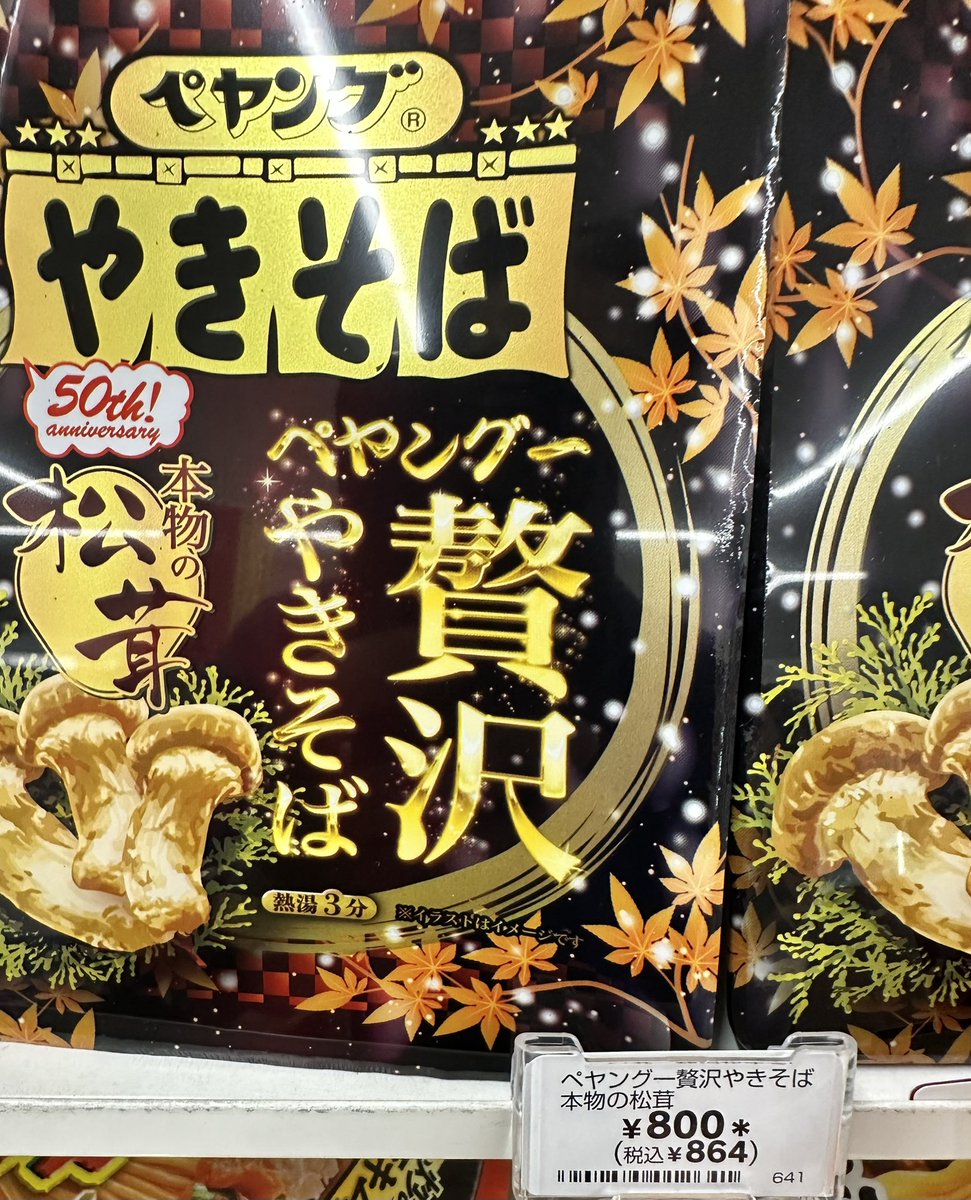 ペヤング®
やきそば
50th!
anniversary
本物の
松茸
ペヤング一
贅沢
やきそば
熱湯3分
※イラストはイメージです
ペヤング一贅沢やきそば
本物の松茸
¥800*
(税込¥864)
641